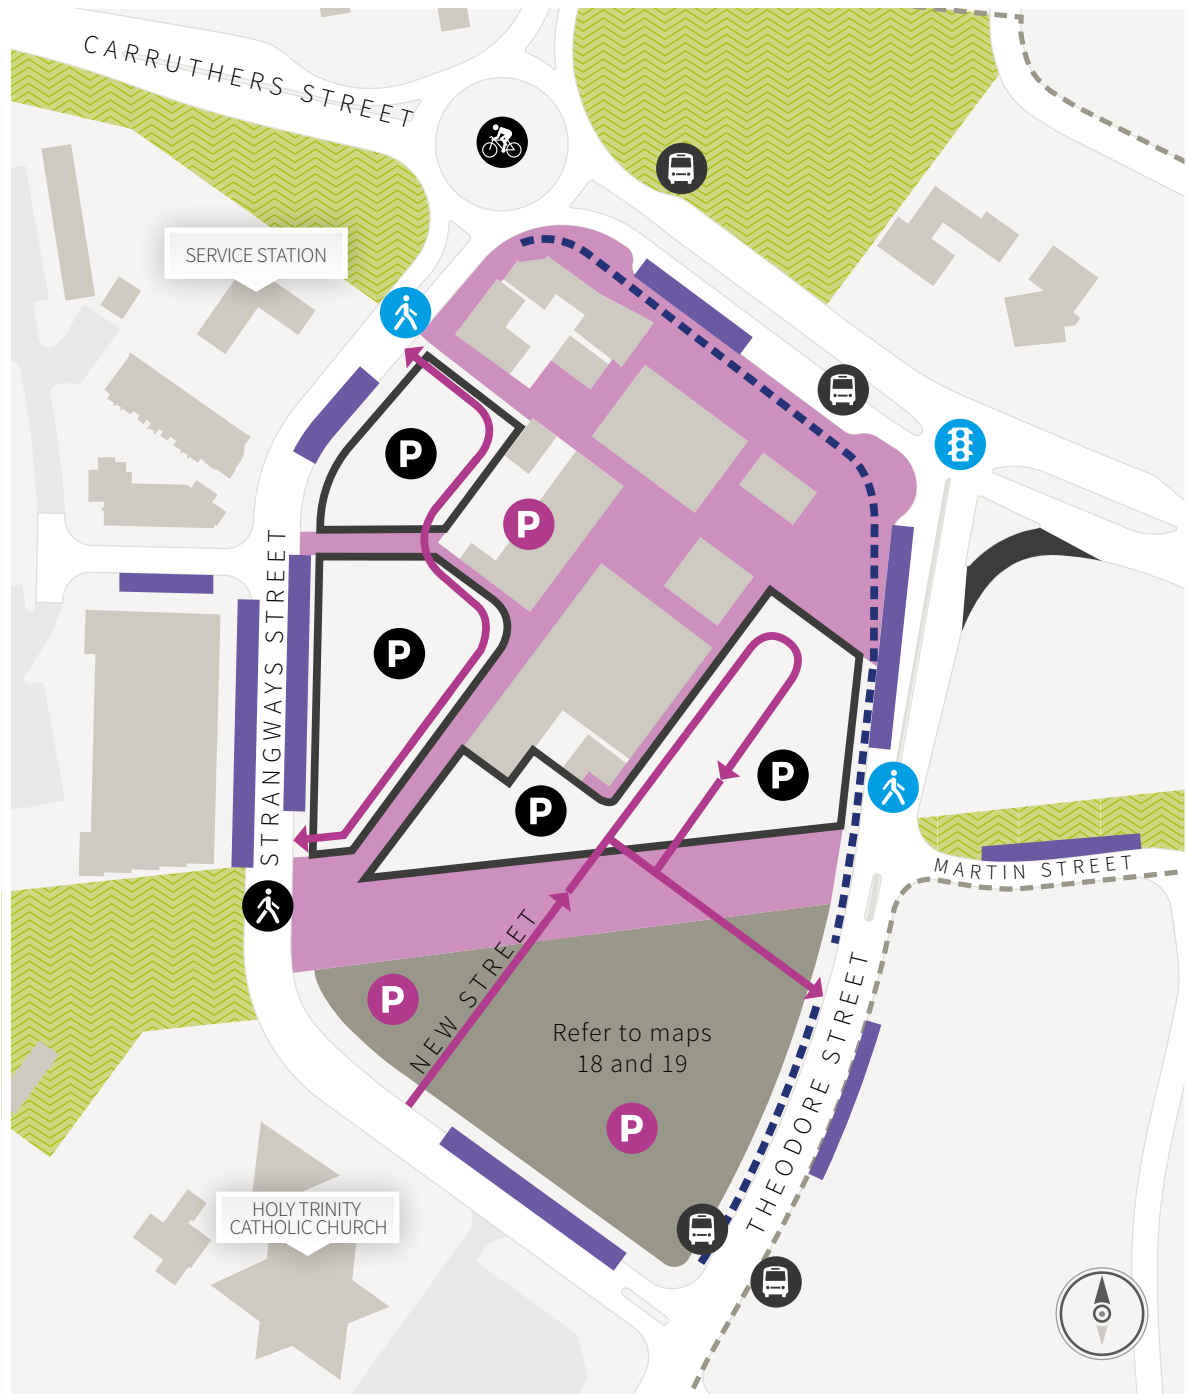 CARRUTHERS STREET
SERVICE STATION
P
P
P
STRANGWAYS STREET
P
P
MARTIN STREET
NEW STREET
P
Refer to maps
18 and 19
THEODORE STREET
P
HOLY TRINITY
CATHOLIC CHURCH